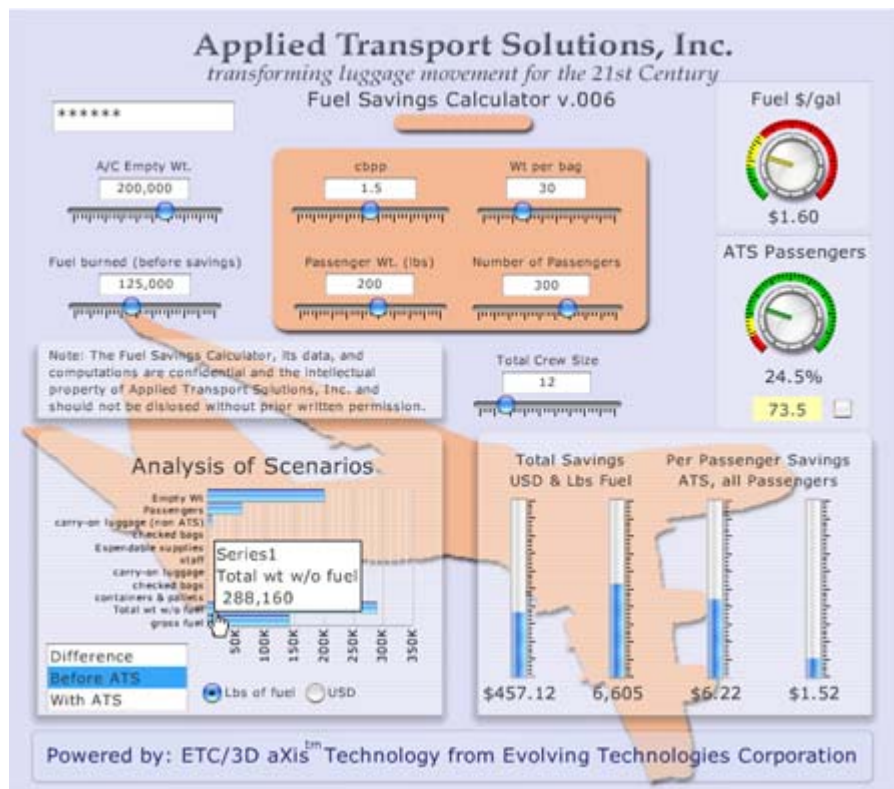 Applied Transport Solutions, Inc.
transforming luggage movement for the 21st Century
Fuel Savings Calculator v.006
******
A/C Empty Wt.
200,000
cbpp
1.5
Wt per bag
30
Fuel $/gal
$1.60
Fuel burned (before savings)
125,000
Passenger Wt. (lbs)
200
Number of Passengers
300
ATS Passengers
24.5%
73.5
Note: The Fuel Savings Calculator, its data, and
computations are confidential and the intellectual
property of Applied Transport Solutions, Inc. and
should not be dislosed without prior written permission.
Total Crew Size
12
Analysis of Scenarios
Empty Wt
Passengers
carry-on luggage (non ATS)
checked bags
Expendable supplies
staff
carry-on luggage
checked bags
containers & pallets
Total wt w/o fuel
gross fuel
Series1
Total wt w/o fuel
288,160
50K
100K
150K
200K
250K
300K
350K
Difference
Before ATS
With ATS
Lbs of fuel
USD
Total Savings
USD & Lbs Fuel
Per Passenger Savings
ATS, all Passengers
$457.12
6,605
$6.22
$1.52
Powered by: ETC/3D aXis tm Technology from Evolving Technologies Corporation